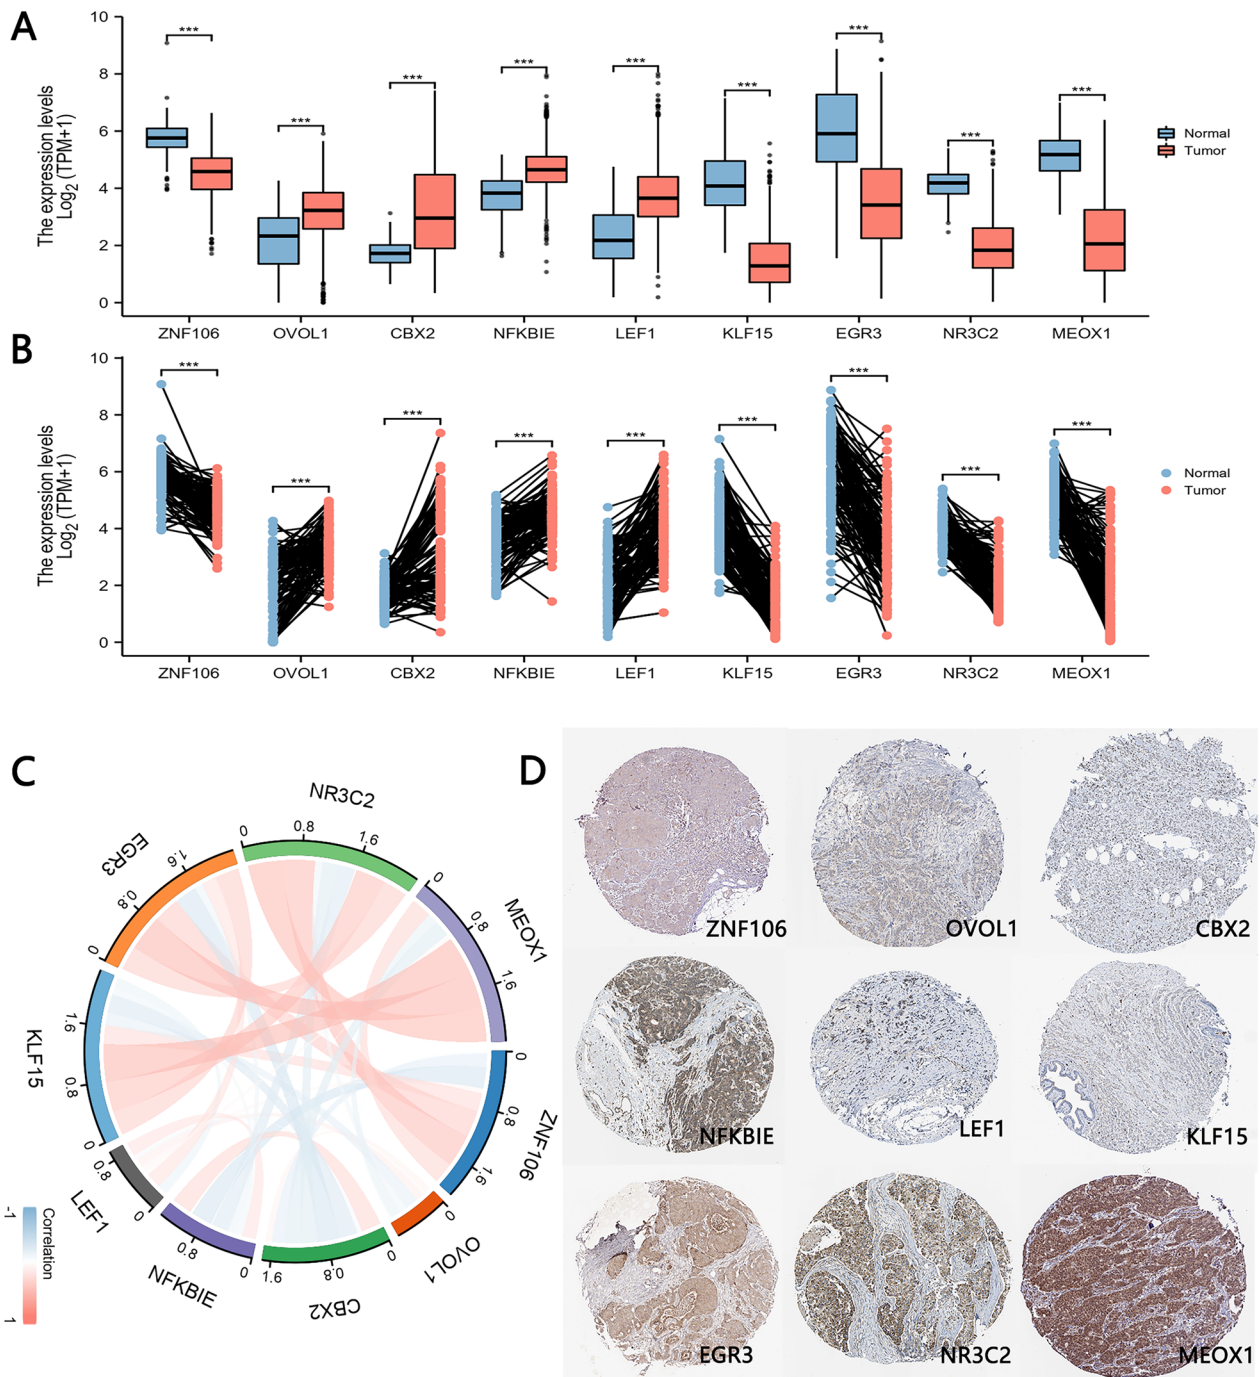 A
The expression levels
Log2 (TPM+1)
10
8
6
4
2
0
***
***
***
***
***
***
***
***
***
Normal
Tumor
ZNF106 OVOL1 CBX2 NFKBIE LEF1 KLF15 EGR3 NR3C2 MEOX1
B
The expression levels
Log2 (TPM+1)
10
8
6
4
2
0
***
***
***
***
***
***
***
***
***
Normal
Tumor
ZNF106 OVOL1 CBX2 NFKBIE LEF1 KLF15 EGR3 NR3C2 MEOX1
C
NR3C2
0 0.8 1.6
MEOX1
0 0.8 1.6
ZNF106
0 0.8 1.6
OVOL1
0
CBX2
0 0.8 1.6
NFKBIE
0 0.8
LEF1
0 0.8
KLF15
0 0.8 1.6
EGR3
0 0.8 1.6
Correlation
-1
1
D
ZNF106
OVOL1
CBX2
NFKBIE
LEF1
KLF15
EGR3
NR3C2
MEOX1